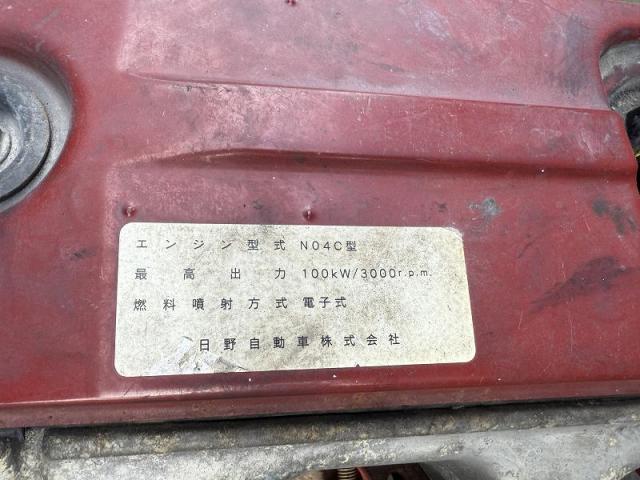 エンジン型式 N04C型
最高出力 100kW/3000r.p.m.
燃料噴射方式 電子式
日野自動車株式会社